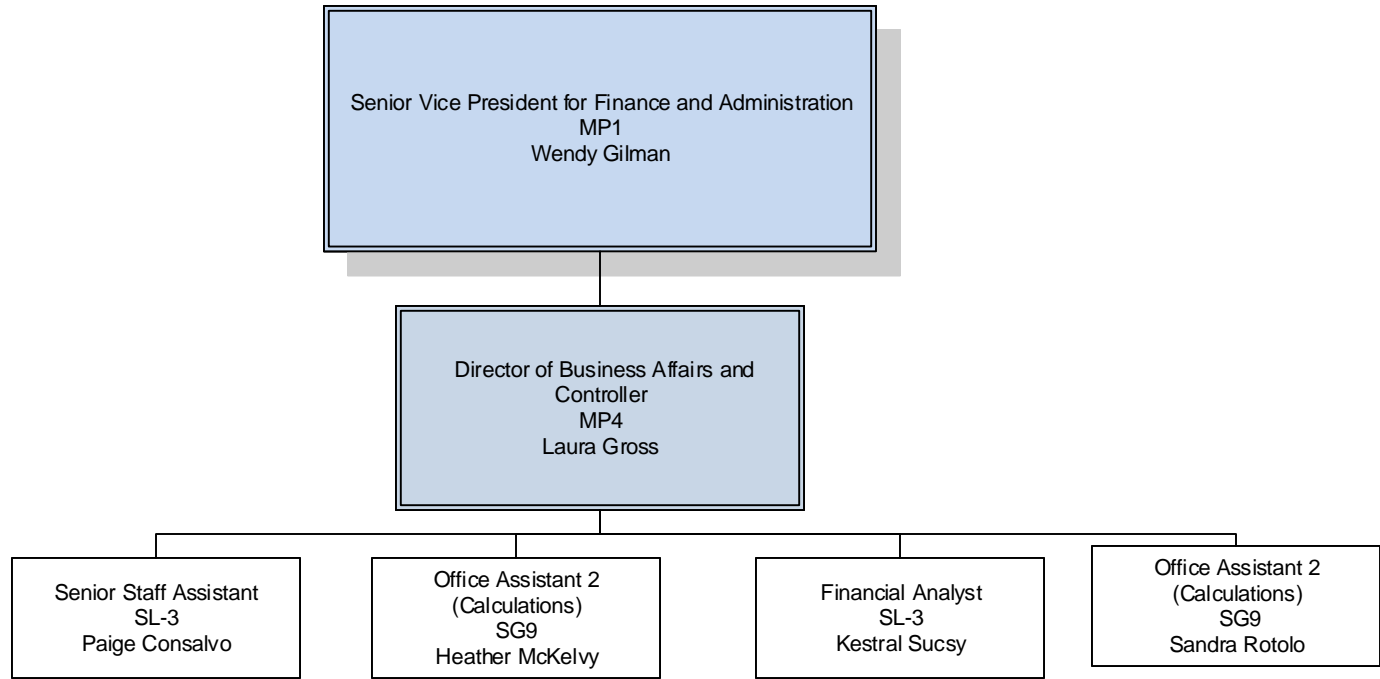 Senior Vice President for Finance and Administration
MP1
Wendy Gilman
Director of Business Affairs and
Controller
MP4
Laura Gross
Senior Staff Assistant
SL-3
Paige Consalvo
Office Assistant 2
(Calculations)
SG9
Heather McKelvy
Financial Analyst
SL-3
Kestral Sucsy
Office Assistant 2
(Calculations)
SG9
Sandra Rotolo